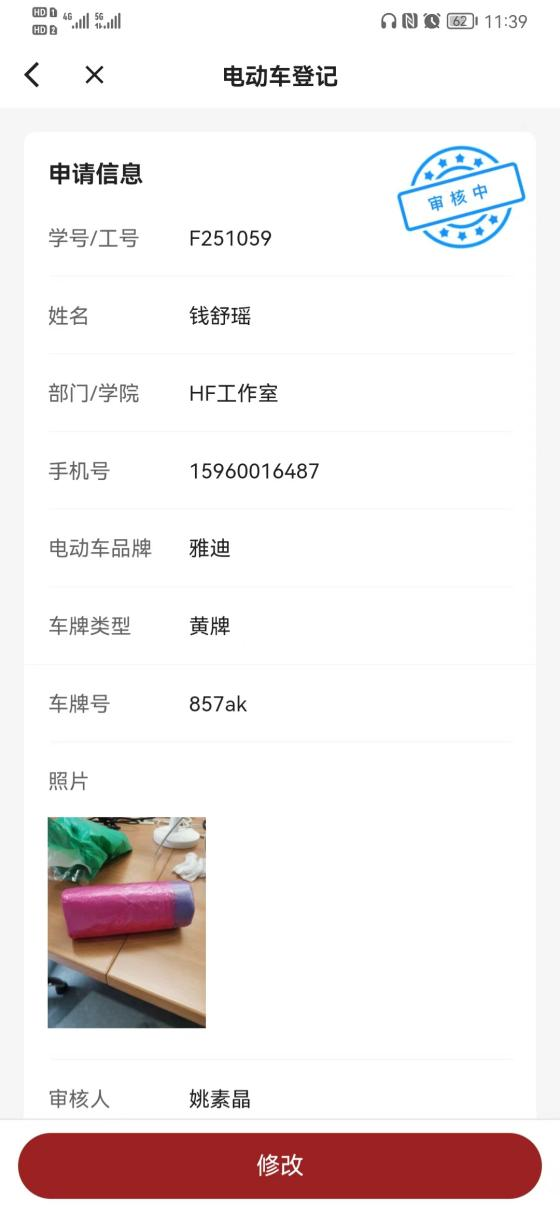 HD 1 4G 5G
HD 2
62 11:39
电动车登记
申请信息
审核中
学号/工号 F251059
姓名 钱舒瑶
部门/学院 HF工作室
手机号 15960016487
电动车品牌 雅迪
车牌类型 黄牌
车牌号 857ak
照片
审核人 姚素晶
修改